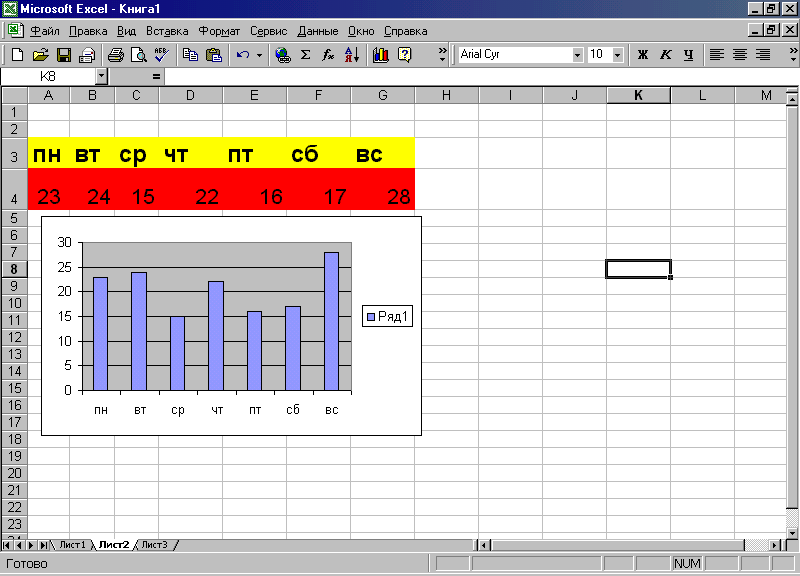 Microsoft Excel - Книга1
Файл Правка Вид Вставка Формат Сервис Данные Окно Справка
Arial Cyr 10 Ж К Ч
K8 =
A B C D E F G H I J K L M
1
2
3 пн вт ср чт пт сб вс
4 23 24 15 22 16 17 28
5
6
7
8
9
10
11
12
13
14
15
16
17
18
19
20
21
22
23
30
25
20
15
10
5
0
пн вт ср чт пт сб вс
Ряд1
Лист1 Лист2 Лист3
Готово NUM